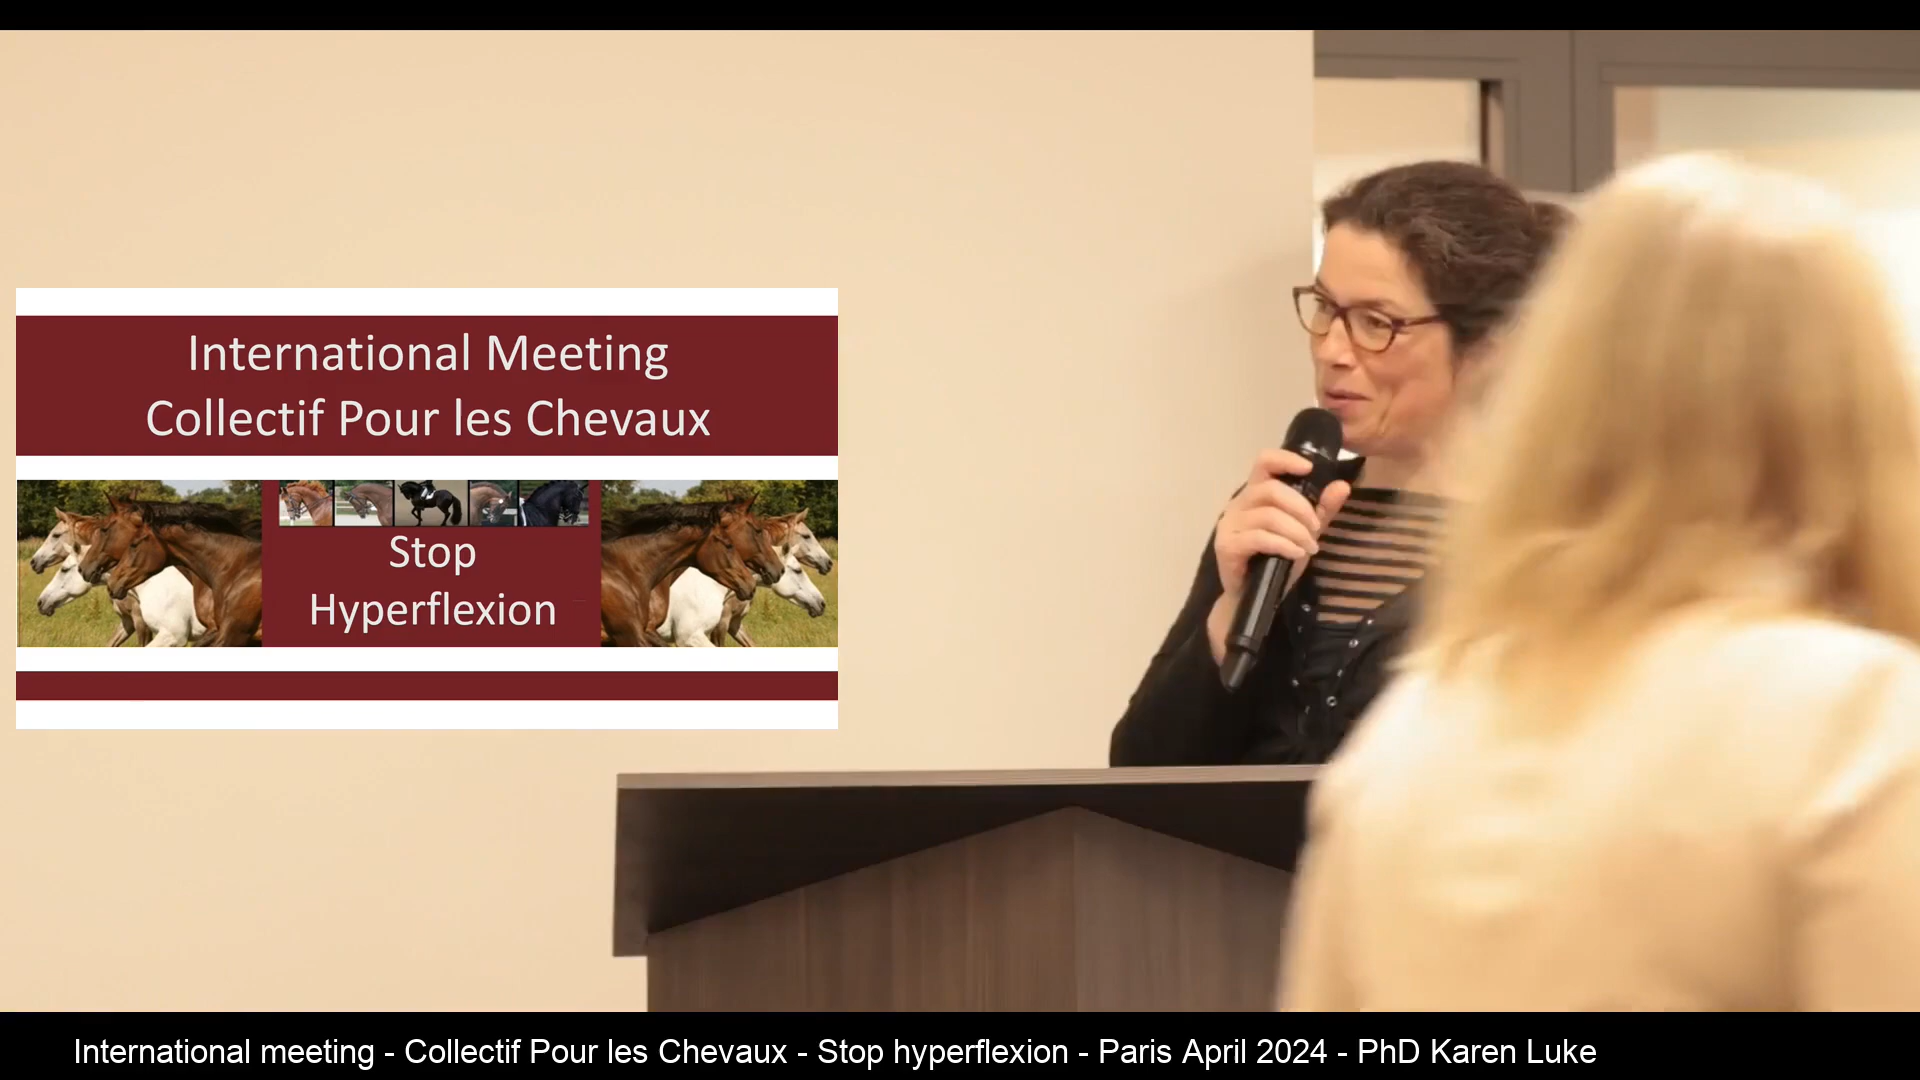 International Meeting
Collectif Pour les Chevaux
Stop
Hyperflexion
International meeting - Collectif Pour les Chevaux - Stop hyperflexion - Paris April 2024 - PhD Karen Luke